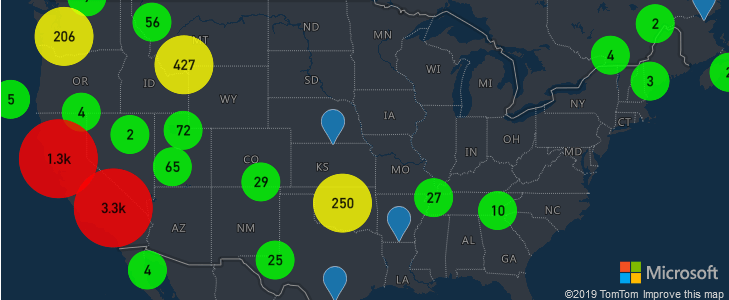 56
2
206
ND
MN
MT
427
4
OR
ID
WI
SD
MI
3
2
5
WY
NY
4
IA
CT
2
72
OH
IN
MD
1.3k
CO
KS
MO
65
29
27
3.3k
250
10
NC
AZ
NM
AL
GA
25
4
LA
Microsoft
©2019 TomTom Improve this map